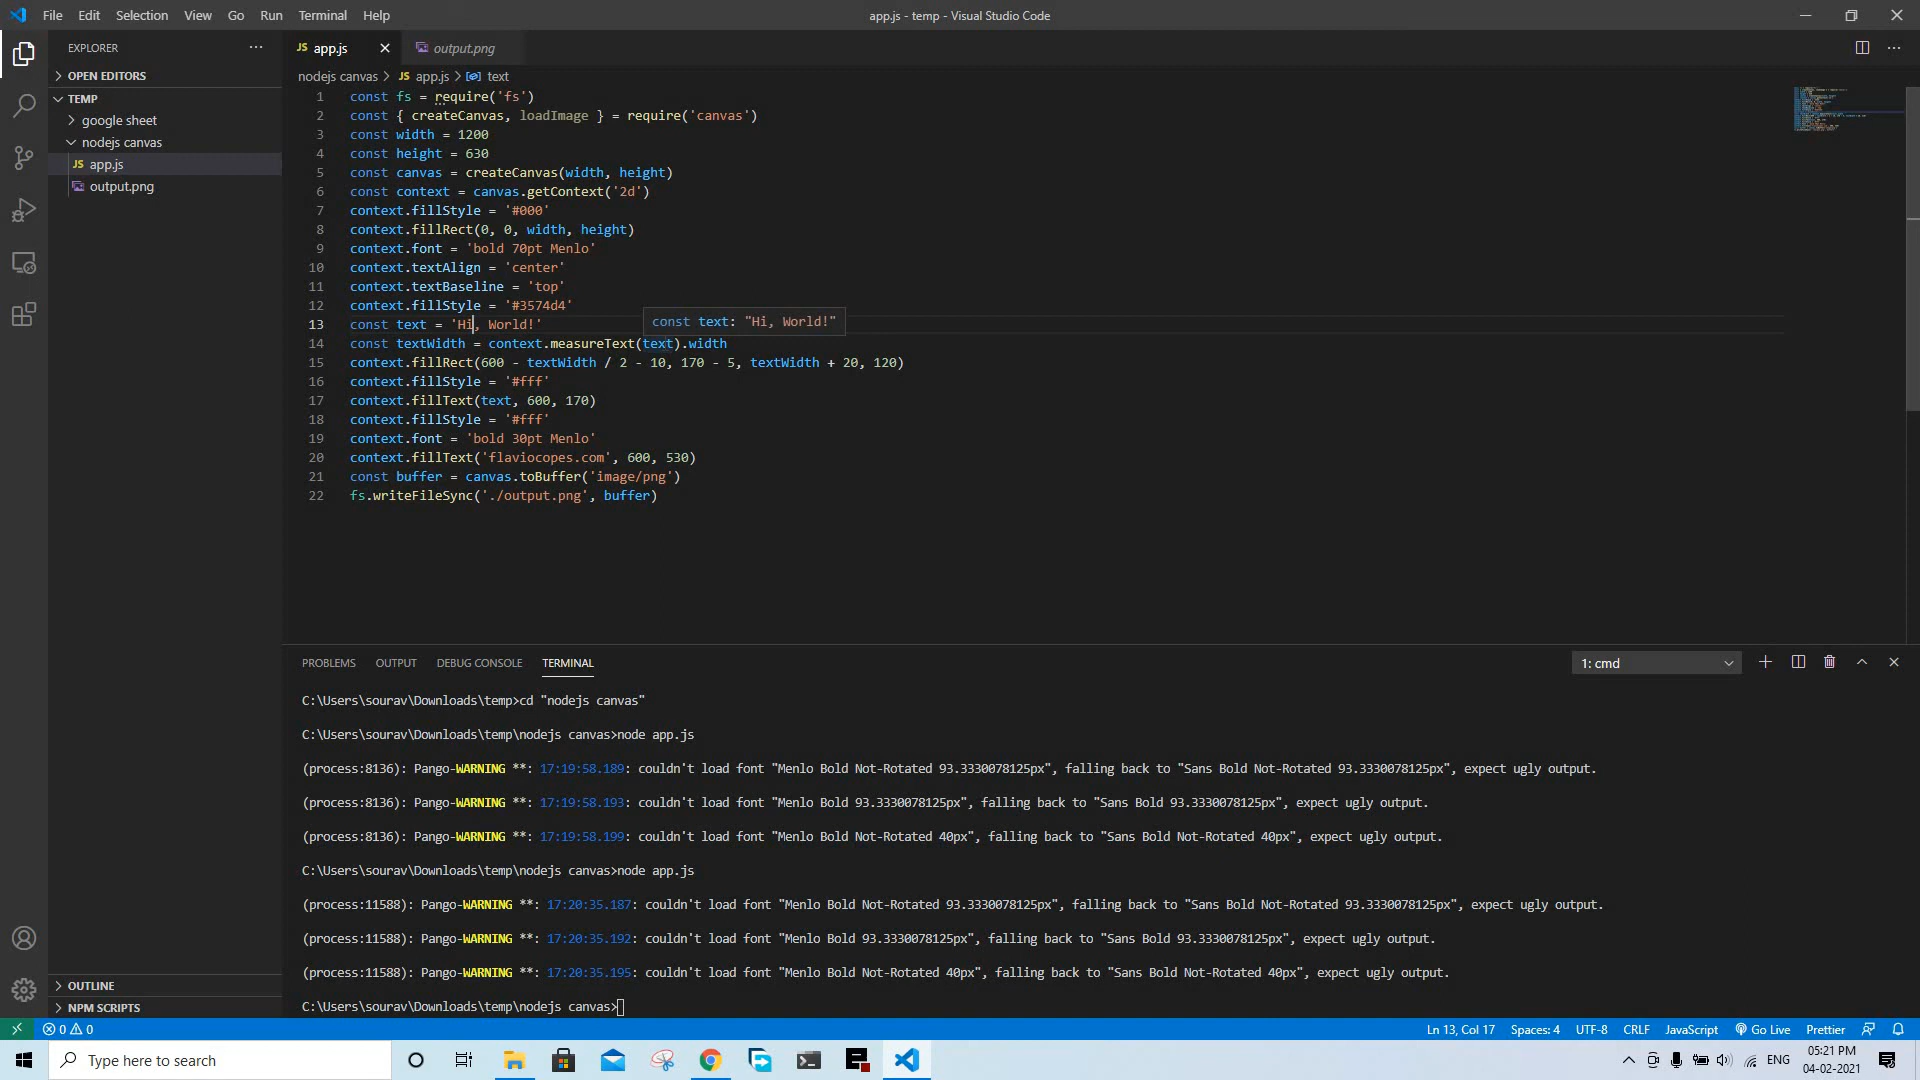 File Edit Selection View Go Run Terminal Help
app.js - temp - Visual Studio Code
EXPLORER
OPEN EDITORS
TEMP
google sheet
nodejs canvas
JS app.js
output.png
OUTLINE
NPM SCRIPTS
JS app.js
output.png
nodejs canvas > JS app.js > text
1 const fs = require('fs')
2 const { createCanvas, loadImage } = require('canvas')
3 const width = 1200
4 const height = 630
5 const canvas = createCanvas(width, height)
6 const context = canvas.getContext('2d')
7 context.fillStyle = '#000'
8 context.fillRect(0, 0, width, height)
9 context.font = 'bold 70pt Menlo'
10 context.textAlign = 'center'
11 context.textBaseline = 'top'
12 context.fillStyle = '#3574d4'
13 const text = 'Hi, World!'
const text: "Hi, World!"
14 const textWidth = context.measureText(text).width
15 context.fillRect(600 - textWidth / 2 - 10, 170 - 5, textWidth + 20, 120)
16 context.fillStyle = '#fff'
17 context.fillText(text, 600, 170)
18 context.fillStyle = '#fff'
19 context.font = 'bold 30pt Menlo'
20 context.fillText('flaviocopes.com', 600, 530)
21 const buffer = canvas.toBuffer('image/png')
22 fs.writeFileSync('./output.png', buffer)
PROBLEMS OUTPUT DEBUG CONSOLE TERMINAL
1: cmd
C:\Users\sourav\Downloads\temp>cd "nodejs canvas"
C:\Users\sourav\Downloads\temp\nodejs canvas>node app.js
(process:8136): Pango-WARNING **: 17:19:58.189: couldn't load font "Menlo Bold Not-Rotated 93.3330078125px", falling back to "Sans Bold Not-Rotated 93.3330078125px", expect ugly output.
(process:8136): Pango-WARNING **: 17:19:58.193: couldn't load font "Menlo Bold 93.3330078125px", falling back to "Sans Bold 93.3330078125px", expect ugly output.
(process:8136): Pango-WARNING **: 17:19:58.199: couldn't load font "Menlo Bold Not-Rotated 40px", falling back to "Sans Bold Not-Rotated 40px", expect ugly output.
C:\Users\sourav\Downloads\temp\nodejs canvas>node app.js
(process:11588): Pango-WARNING **: 17:20:35.187: couldn't load font "Menlo Bold Not-Rotated 93.3330078125px", falling back to "Sans Bold Not-Rotated 93.3330078125px", expect ugly output.
(process:11588): Pango-WARNING **: 17:20:35.192: couldn't load font "Menlo Bold 93.3330078125px", falling back to "Sans Bold 93.3330078125px", expect ugly output.
(process:11588): Pango-WARNING **: 17:20:35.195: couldn't load font "Menlo Bold Not-Rotated 40px", falling back to "Sans Bold Not-Rotated 40px", expect ugly output.
C:\Users\sourav\Downloads\temp\nodejs canvas>
0 0
Ln 13, Col 17 Spaces: 4 UTF-8 CRLF JavaScript Go Live Prettier
Type here to search
ENG
05:21 PM
04-02-2021